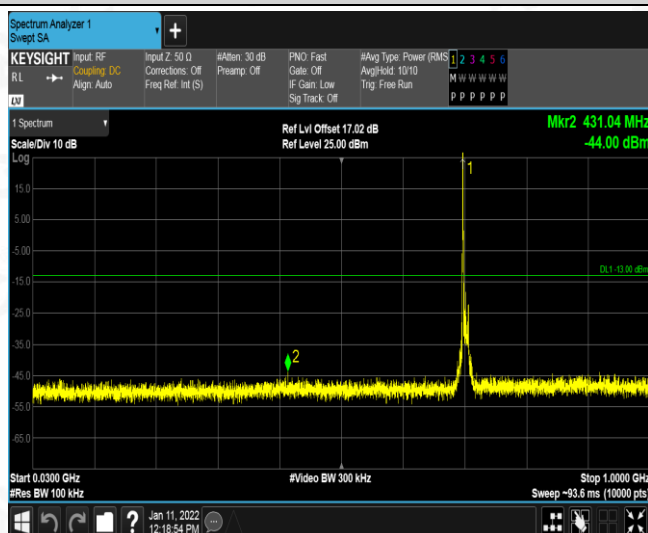 Spectrum Analyzer 1
Swept SA
+
KEYSIGHT
RL
LXI
Input: RF
Coupling: DC
Align: Auto
Input Z: 50 Ω
Corrections: Off
Freq Ref: Int (S)
#Atten: 30 dB
Preamp: Off
PNO: Fast
Gate: Off
IF Gain: Low
Sig Track: Off
#Avg Type: Power (RMS
Avg|Hold: 10/10
Trig: Free Run
1 2 3 4 5 6
M W W W W W
P P P P P P
1 Spectrum
Scale/Div 10 dB
Ref Lvl Offset 17.02 dB
Ref Level 25.00 dBm
Mkr2 431.04 MHz
-44.00 dBm
Log
1
15.0
5.00
-5.00
DL1 -13.00 dBm
-15.0
-25.0
-35.0
2
-45.0
-55.0
-65.0
Start 0.0300 GHz
#Res BW 100 kHz
#Video BW 300 kHz
Stop 1.0000 GHz
Sweep ~93.6 ms (10000 pts)
?
Jan 11, 2022
12:18:54 PM